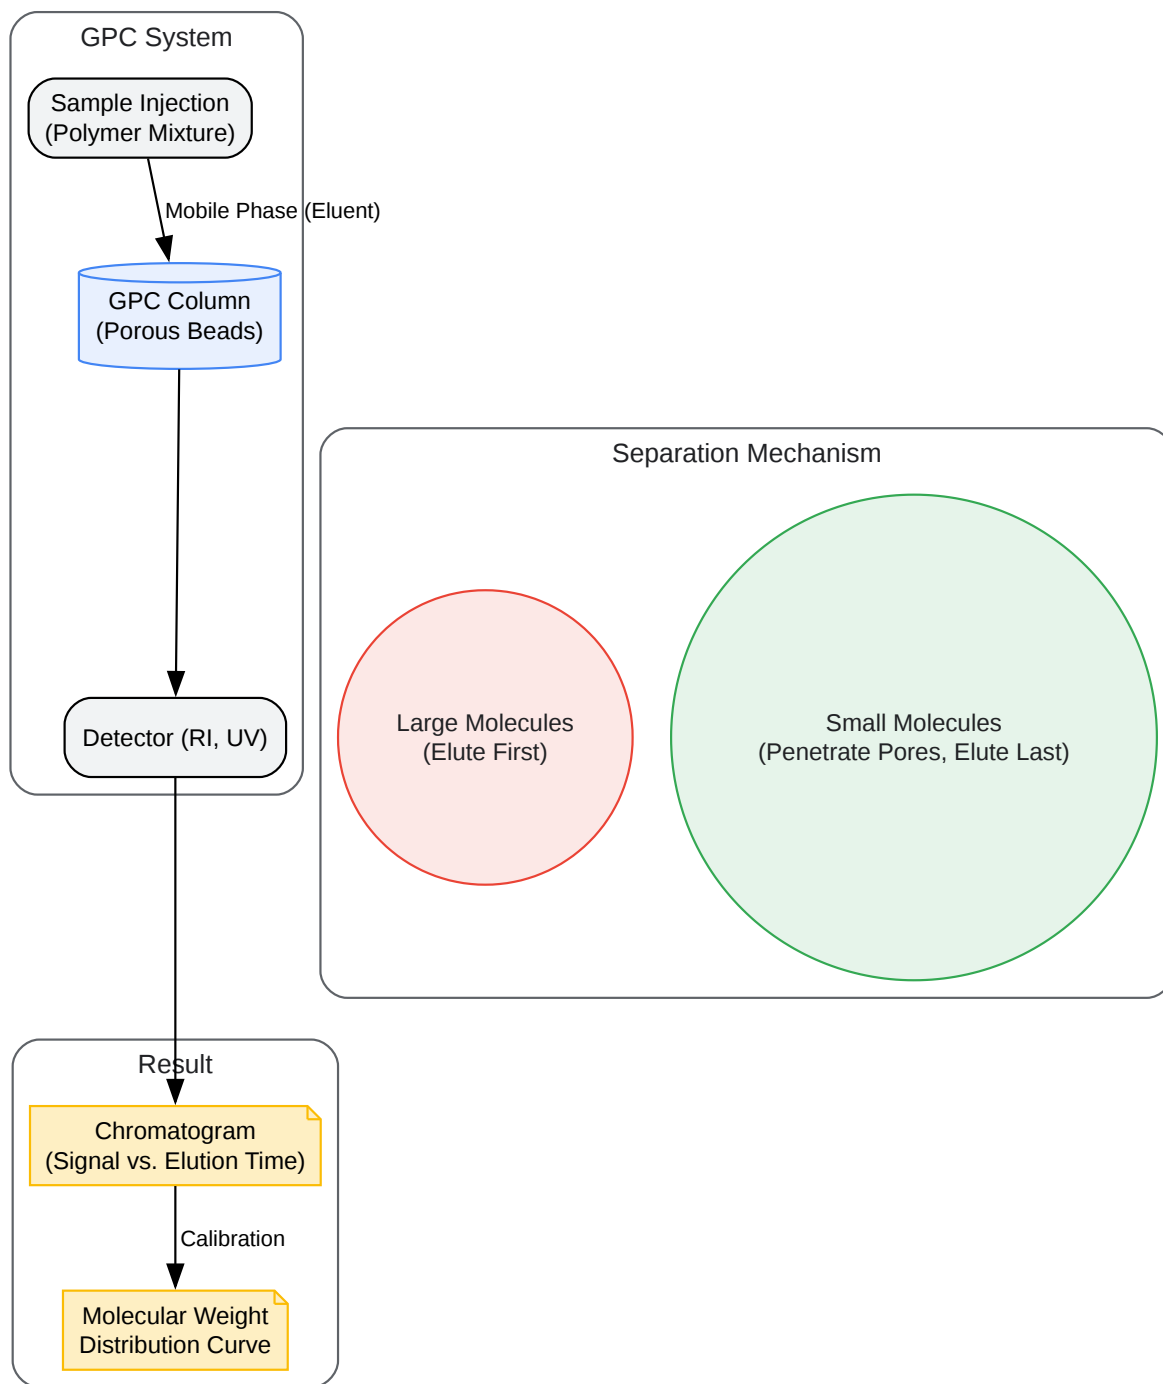 GPC System
Sample Injection
(Polymer Mixture)
Mobile Phase (Eluent)
GPC Column
(Porous Beads)
Detector (RI, UV)
Separation Mechanism
Large Molecules
(Elute First)
Small Molecules
(Penetrate Pores, Elute Last)
Result
Chromatogram
(Signal vs. Elution Time)
Calibration
Molecular Weight
Distribution Curve